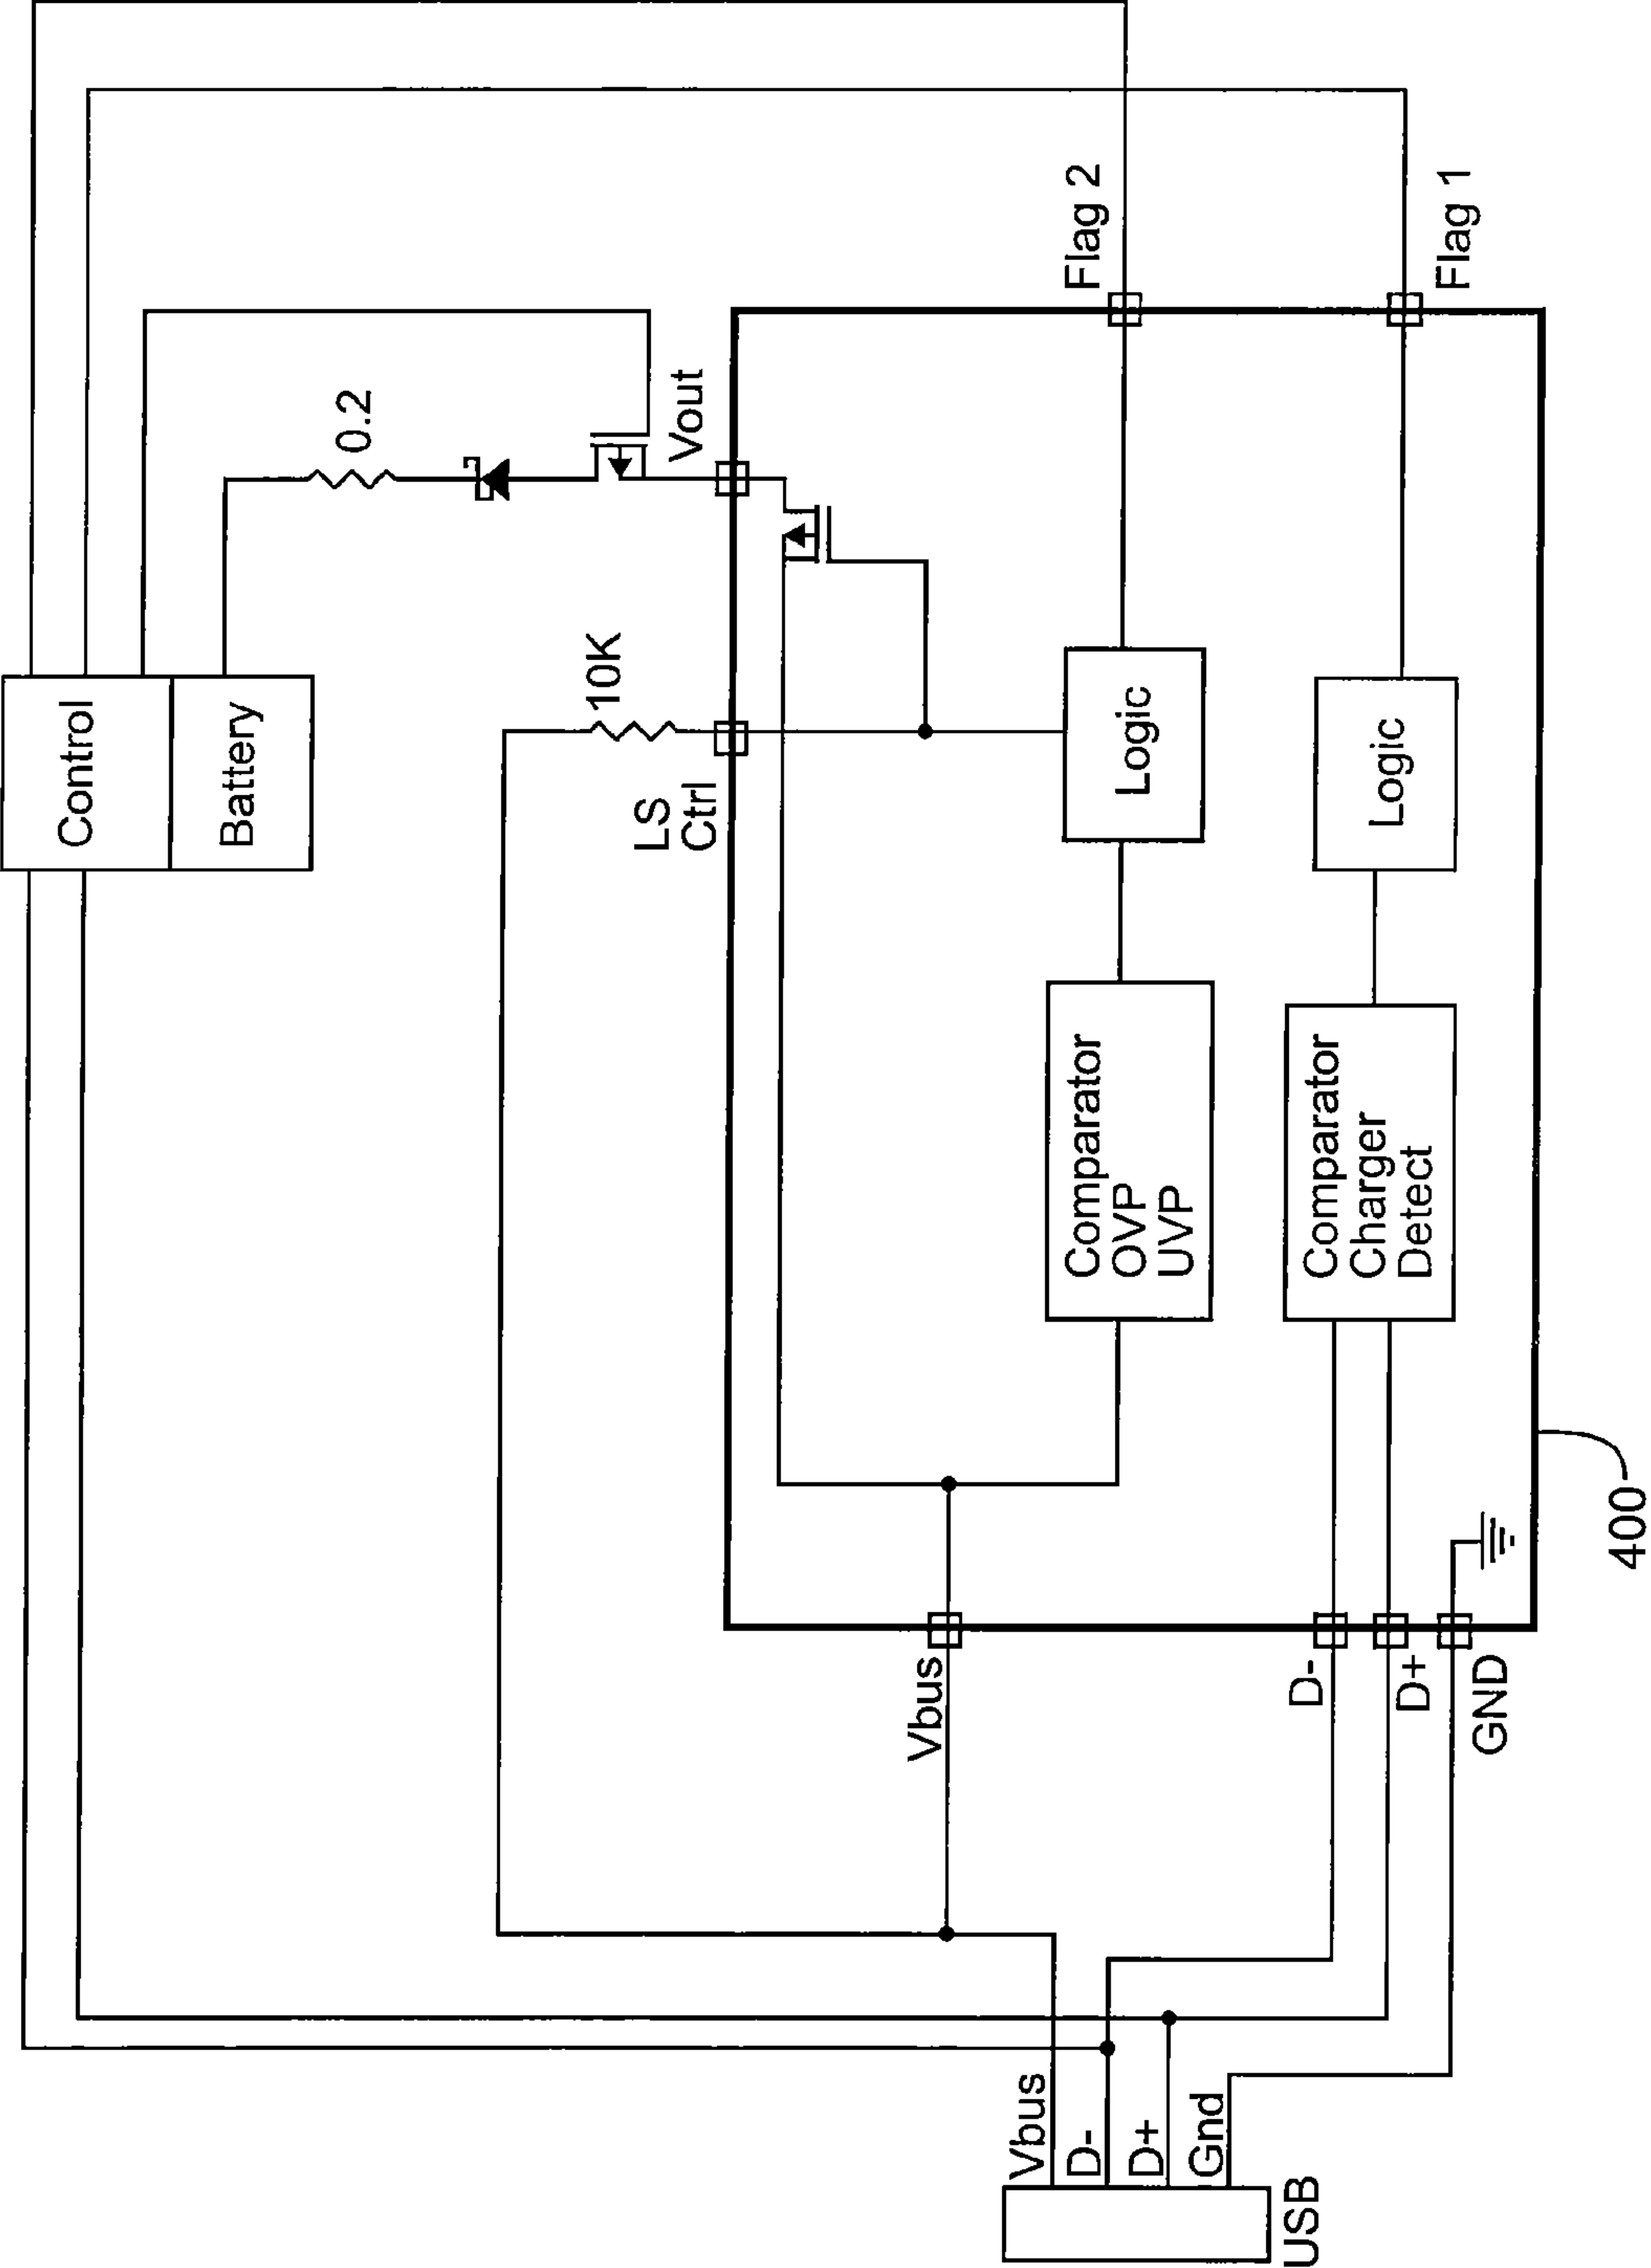 Control
Battery
0.2
10K
LS
Ctrl
Vout
Flag 2
Flag 1
Logic
Logic
Comparator
OVP
UVP
Comparator
Charger
Detect
Vbus
D-
D+
GND
Vbus
D-
D+
Gnd
USB
400